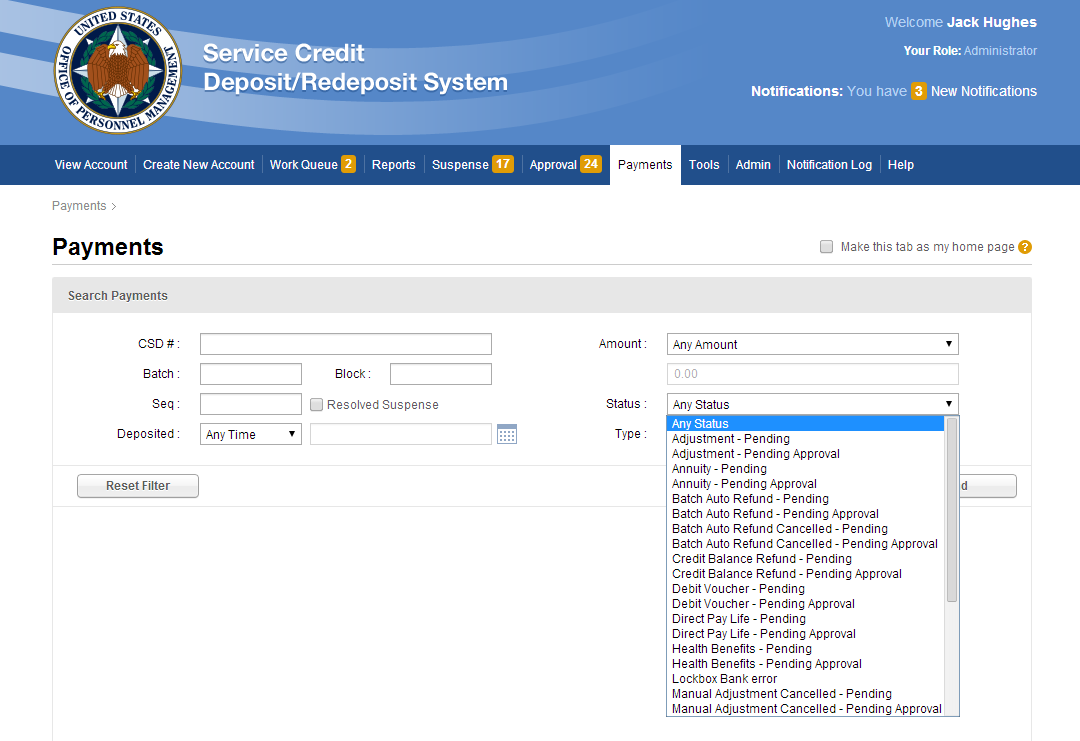 UNITED STATES
OFFICE OF PERSONNEL MANAGEMENT
Service Credit
Deposit/Redeposit System
Welcome Jack Hughes
Your Role: Administrator
Notifications: You have 3 New Notifications
View Account Create New Account Work Queue 2 Reports Suspense 17 Approval 24 Payments Tools Admin Notification Log Help
Payments >
Payments
Make this tab as my home page ?
Search Payments
CSD # :
Amount : Any Amount
Batch : Block :
0.00
Seq : Resolved Suspense
Status : Any Status
Deposited : Any Time
Type :
Reset Filter
d
Any Status
Adjustment - Pending
Adjustment - Pending Approval
Annuity - Pending
Annuity - Pending Approval
Batch Auto Refund - Pending
Batch Auto Refund - Pending Approval
Batch Auto Refund Cancelled - Pending
Batch Auto Refund Cancelled - Pending Approval
Credit Balance Refund - Pending
Credit Balance Refund - Pending Approval
Debit Voucher - Pending
Debit Voucher - Pending Approval
Direct Pay Life - Pending
Direct Pay Life - Pending Approval
Health Benefits - Pending
Health Benefits - Pending Approval
Lockbox Bank error
Manual Adjustment Cancelled - Pending
Manual Adjustment Cancelled - Pending Approval